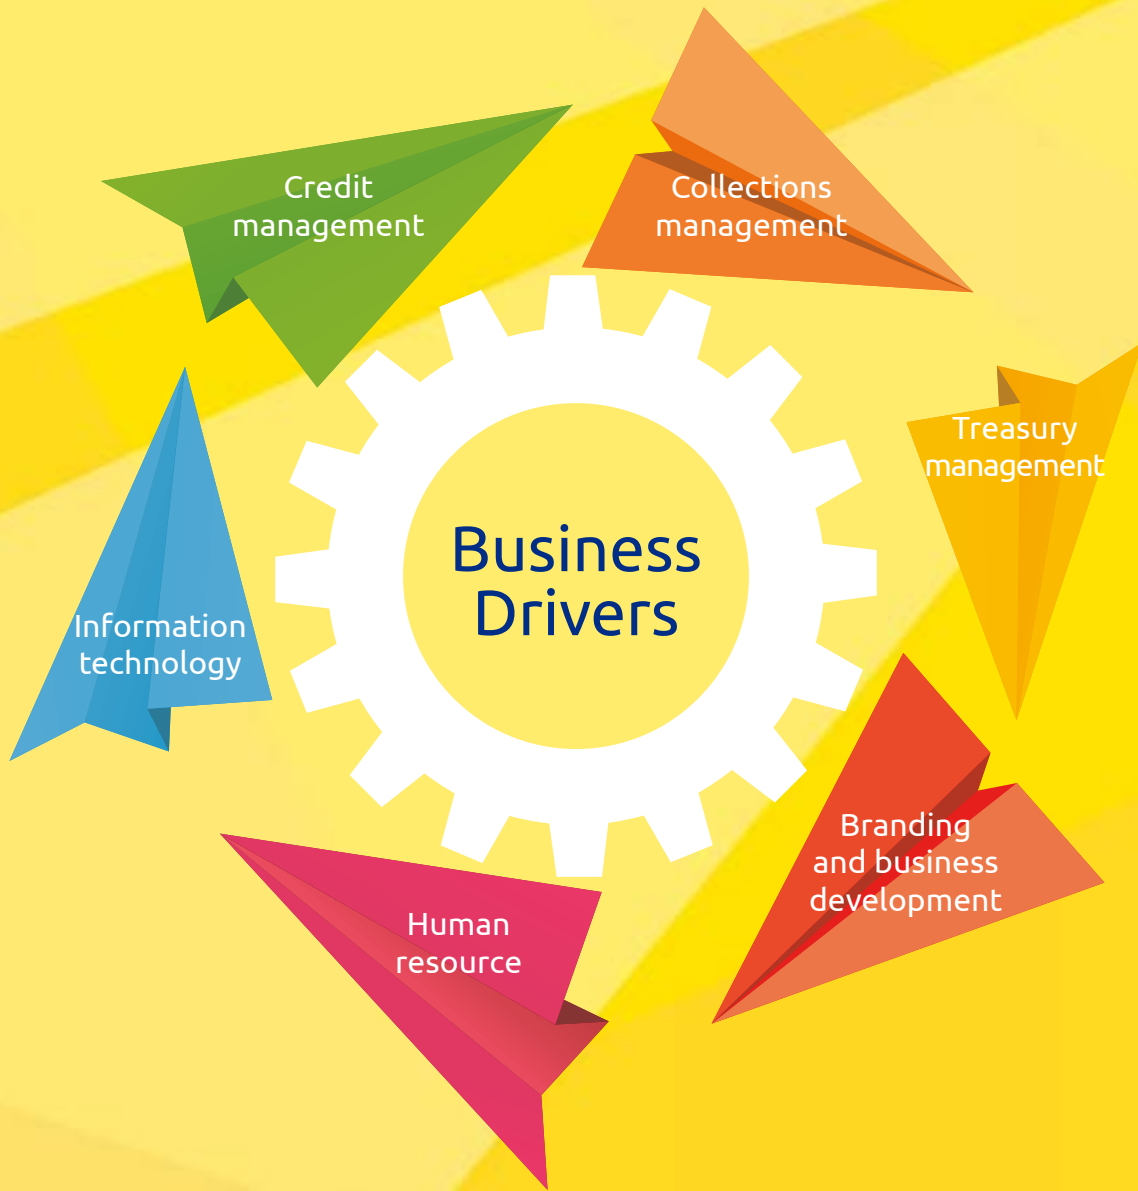 Credit
management
Collections
management
Treasury
management
Business
Drivers
Information
technology
Branding
and business
development
Human
resource